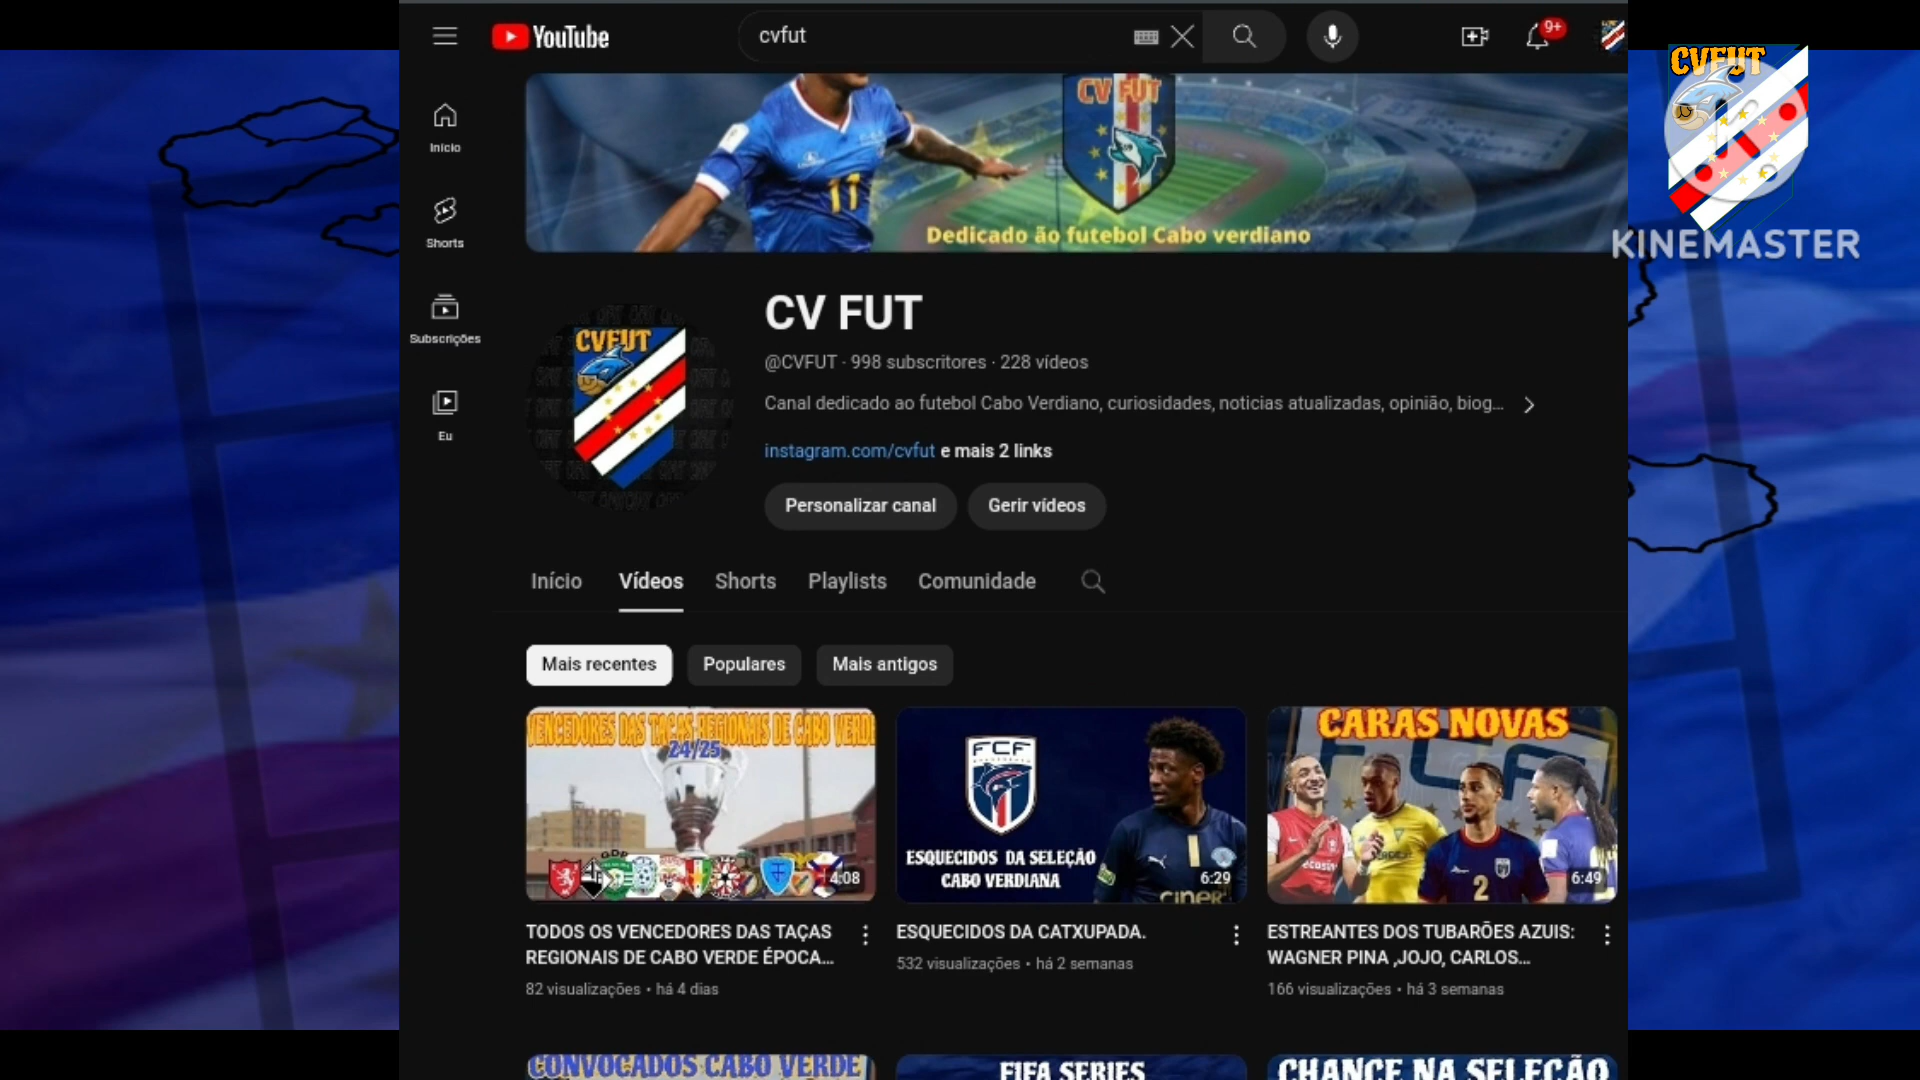 YouTube
cvfut
9+
CVFUT
KINEMASTER
Início
Shorts
Subscrições
Eu
CV FUT
11
Dedicado ão futebol Cabo verdiano
CVFUT
CV FUT
@CVFUT · 998 subscritores · 228 vídeos
Canal dedicado ao futebol Cabo Verdiano, curiosidades, noticias atualizadas, opinião, biog...
instagram.com/cvfut e mais 2 links
Personalizar canal
Gerir vídeos
Início
Vídeos
Shorts
Playlists
Comunidade
Mais recentes
Populares
Mais antigos
VENCEDORES DAS TAÇAS REGIONAIS DE CABO VERDE
24/25
4:08
FCF
ESQUECIDOS DA SELEÇÃO
CABO VERDIANA
6:29
CARAS NOVAS
FCF
2
6:49
TODOS OS VENCEDORES DAS TAÇAS
REGIONAIS DE CABO VERDE ÉPOCA...
82 visualizações • há 4 dias
ESQUECIDOS DA CATXUPADA.
532 visualizações • há 2 semanas
ESTREANTES DOS TUBARÕES AZUIS:
WAGNER PINA ,JOJO, CARLOS...
166 visualizações • há 3 semanas
CONVOCADOS CABO VERDE
FIFA SERIES
CHANCE NA SELEÇÃO